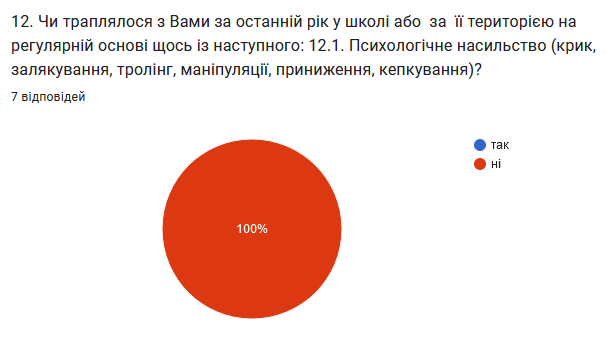 12. Чи траплялося з Вами за останній рік у школі або  за  її територією на
регулярній основі щось із наступного: 12.1. Психологічне насильство (крик,
залякування, тролінг, маніпуляції, приниження, кепкування)?
7 відповідей
так
ні
100%